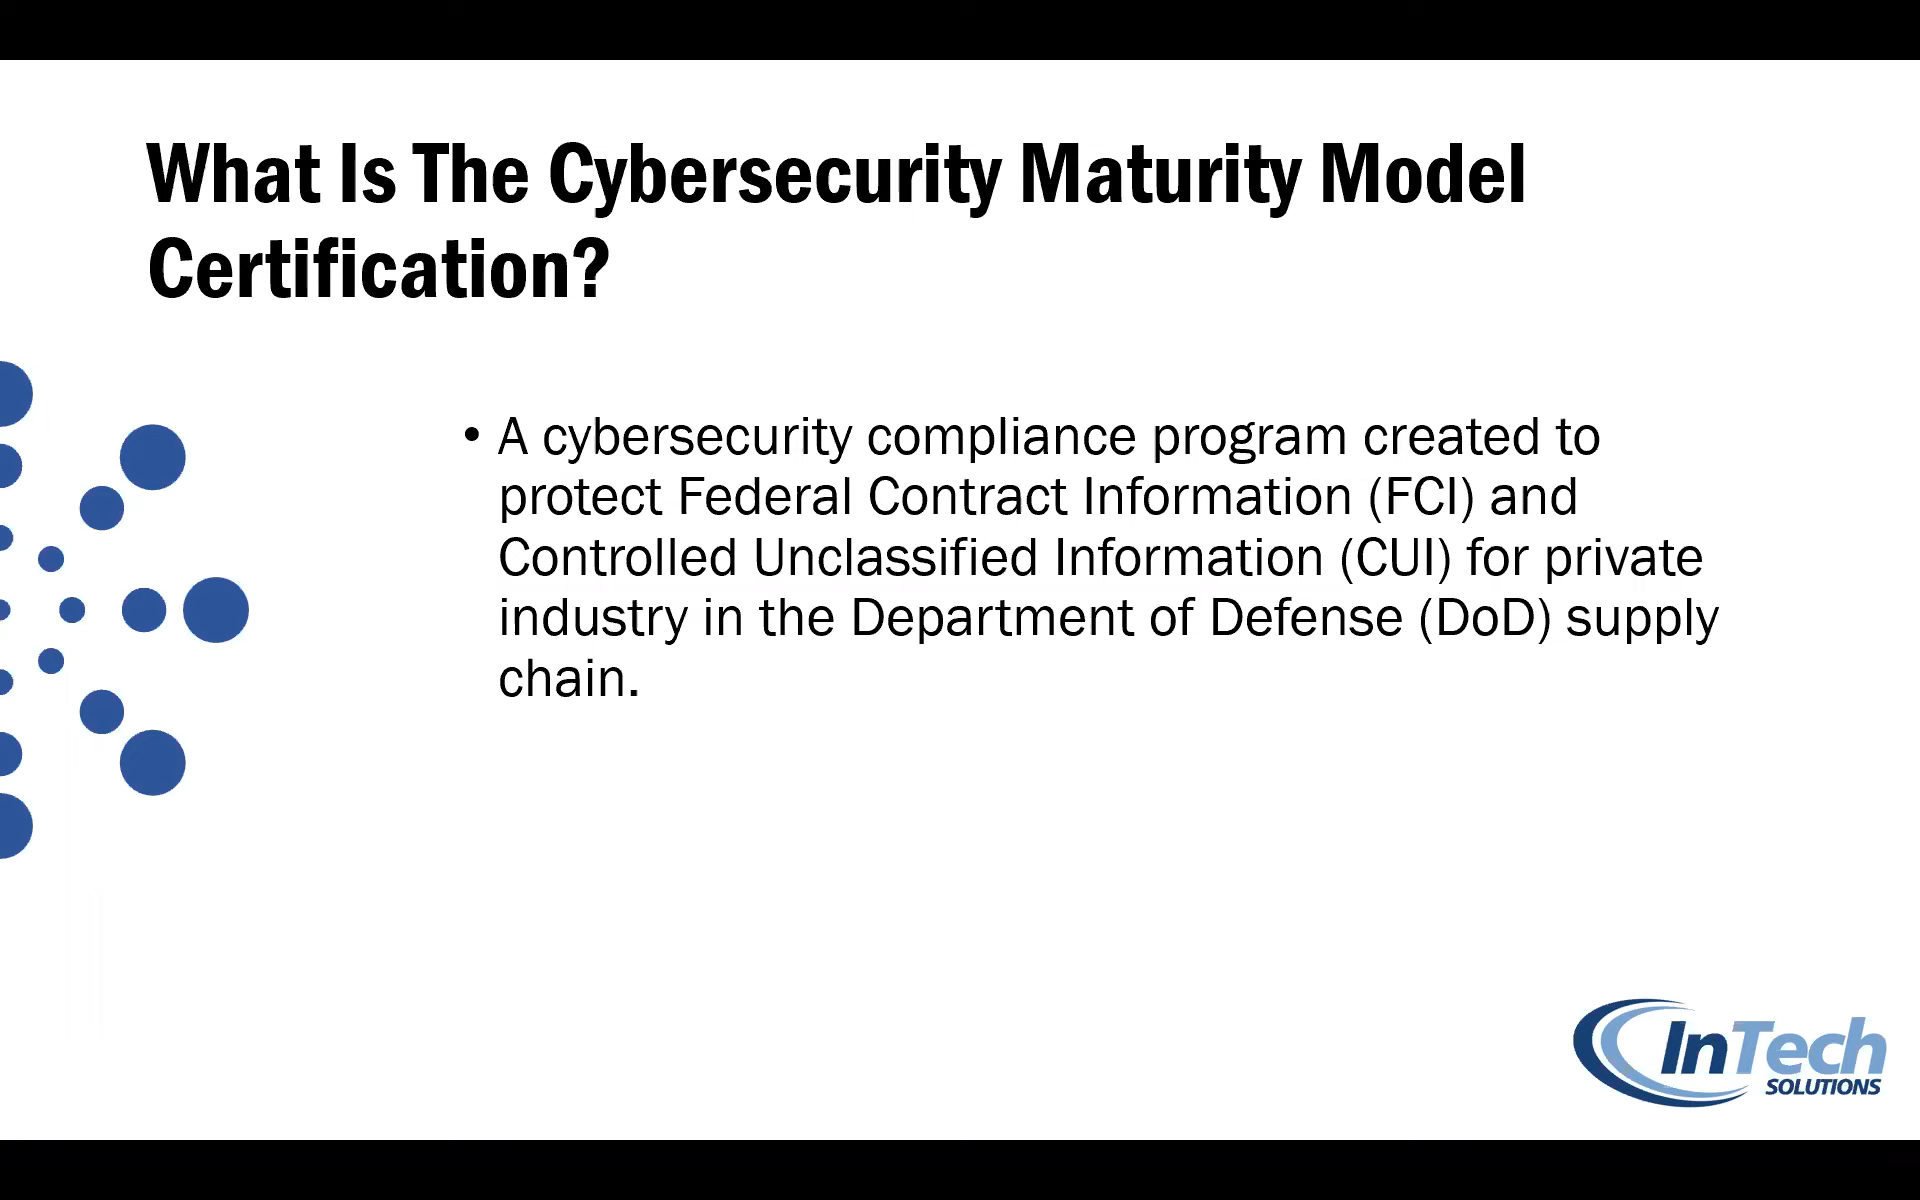 What Is The Cybersecurity Maturity Model
Certification?
• A cybersecurity compliance program created to
protect Federal Contract Information (FCI) and
Controlled Unclassified Information (CUI) for private
industry in the Department of Defense (DoD) supply
chain.
InTech
SOLUTIONS